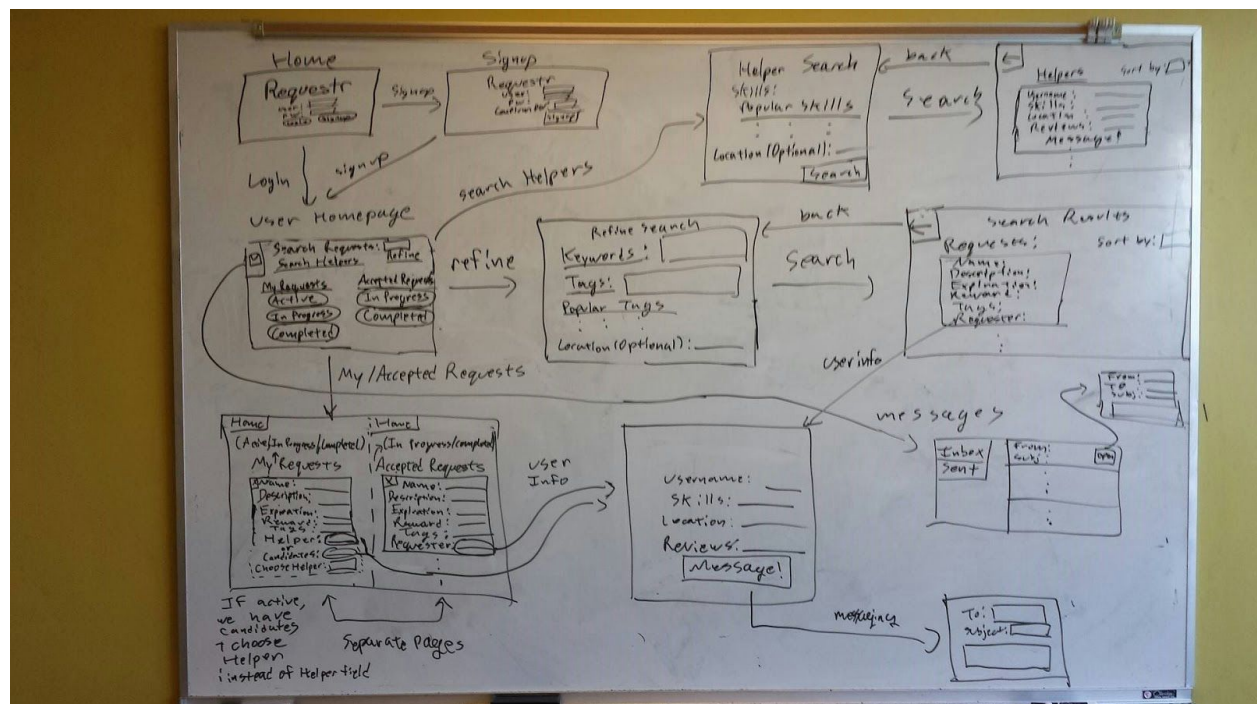 Home
Requestr
user:
pw:
Signup
Signup
Requestr
user:
pw:
Confirm pw:
Signup
Login
signup
search Helpers
Helper Search
Skills:
Popular Skills
Location (Optional):
Search
back
Search
Helpers
Sort by:
Username:
Skills:
Location
Reviews:
Message!
User Homepage
Search Requests:
Search Helpers
Refine
My Requests
Active
In Progress
Completed
Accepted Requests
In Progress
Completed
refine
Refine Search
Keywords:
Tags:
Popular Tags
Location (Optional):
back
Search
Search Results
Requests:
Sort by:
Name:
Description:
Expiration:
Reward:
Tags:
Requester:
user info
My/Accepted Requests
Home
(Active/In Progress/Completed)
My Requests
Name:
Description:
Expiration:
Reward:
Tags:
Helper:
or
Candidates:
Choose Helper:
Home
(In Progress/completed)
Accepted Requests
Name:
Description:
Expiration:
Reward:
Tags:
Requester:
User
Info
If active,
we have
Candidates
+ choose
Helper
instead of Helper field
Separate Pages
Username:
Skills:
Location:
Reviews:
Message!
messaging
To:
Subject:
messages
Inbox
Sent
From:
Sub:
Open
From:
To
Subj: